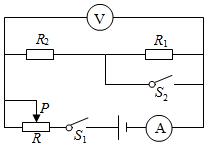 V
R₂ R₁
S₂
P
R S₁ A